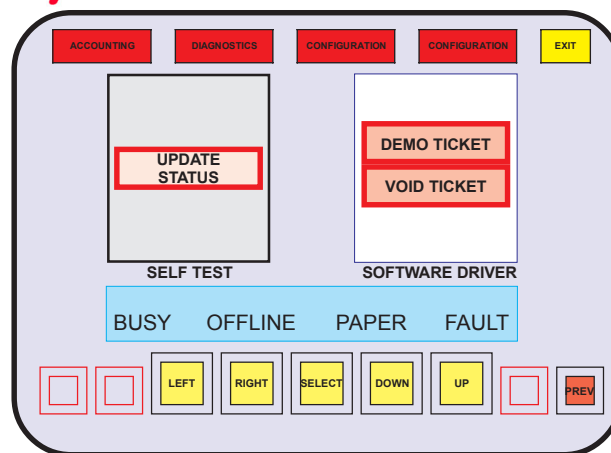 ACCOUNTING
DIAGNOSTICS
CONFIGURATION
CONFIGURATION
EXIT
UPDATE
STATUS
DEMO TICKET
VOID TICKET
SELF TEST
SOFTWARE DRIVER
BUSY OFFLINE PAPER FAULT
LEFT
RIGHT
SELECT
DOWN
UP
PREV